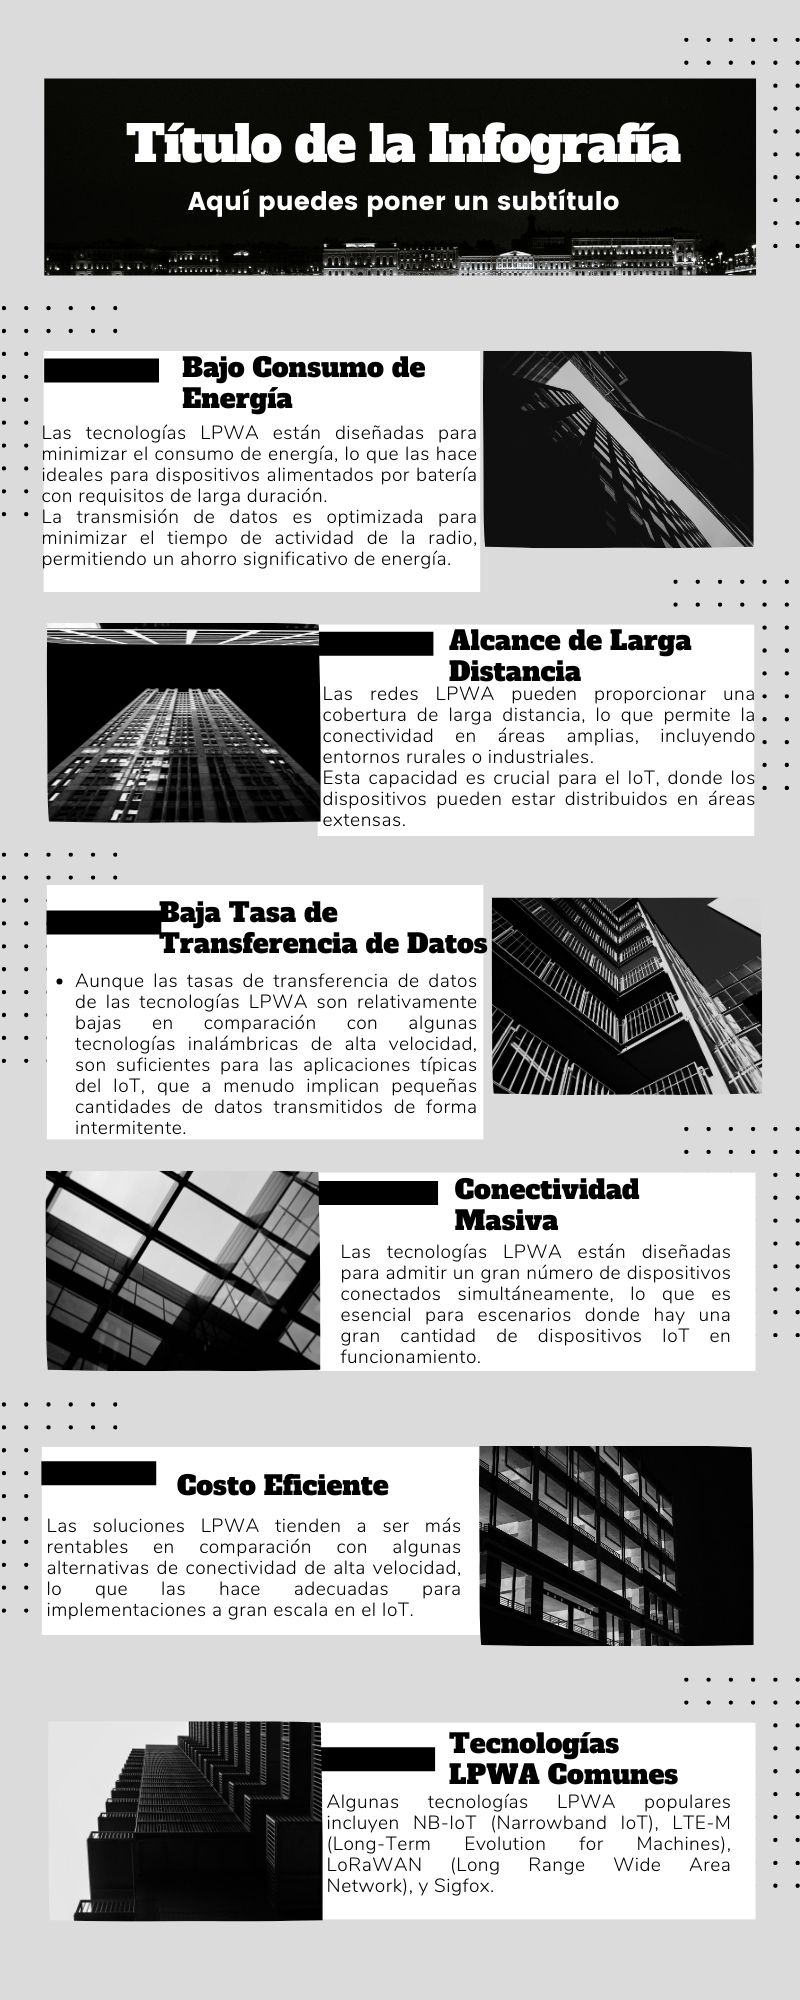 Título de la Infografía
Aquí puedes poner un subtítulo
Bajo Consumo de
Energía
Las tecnologías LPWA están diseñadas para
minimizar el consumo de energía, lo que las hace
ideales para dispositivos alimentados por batería
con requisitos de larga duración.
La transmisión de datos es optimizada para
minimizar el tiempo de actividad de la radio,
permitiendo un ahorro significativo de energía.
Alcance de Larga
Distancia
Las redes LPWA pueden proporcionar una
cobertura de larga distancia, lo que permite la
conectividad en áreas amplias, incluyendo
entornos rurales o industriales.
Esta capacidad es crucial para el IoT, donde los
dispositivos pueden estar distribuidos en áreas
extensas.
Baja Tasa de
Transferencia de Datos
• Aunque las tasas de transferencia de datos
de las tecnologías LPWA son relativamente
bajas en comparación con algunas
tecnologías inalámbricas de alta velocidad,
son suficientes para las aplicaciones típicas
del IoT, que a menudo implican pequeñas
cantidades de datos transmitidos de forma
intermitente.
Conectividad
Masiva
Las tecnologías LPWA están diseñadas
para admitir un gran número de dispositivos
conectados simultáneamente, lo que es
esencial para escenarios donde hay una
gran cantidad de dispositivos IoT en
funcionamiento.
Costo Eficiente
Las soluciones LPWA tienden a ser más
rentables en comparación con algunas
alternativas de conectividad de alta velocidad,
lo que las hace adecuadas para
implementaciones a gran escala en el IoT.
Tecnologías
LPWA Comunes
Algunas tecnologías LPWA populares
incluyen NB-IoT (Narrowband IoT), LTE-M
(Long-Term Evolution for Machines),
LoRaWAN (Long Range Wide Area
Network), y Sigfox.